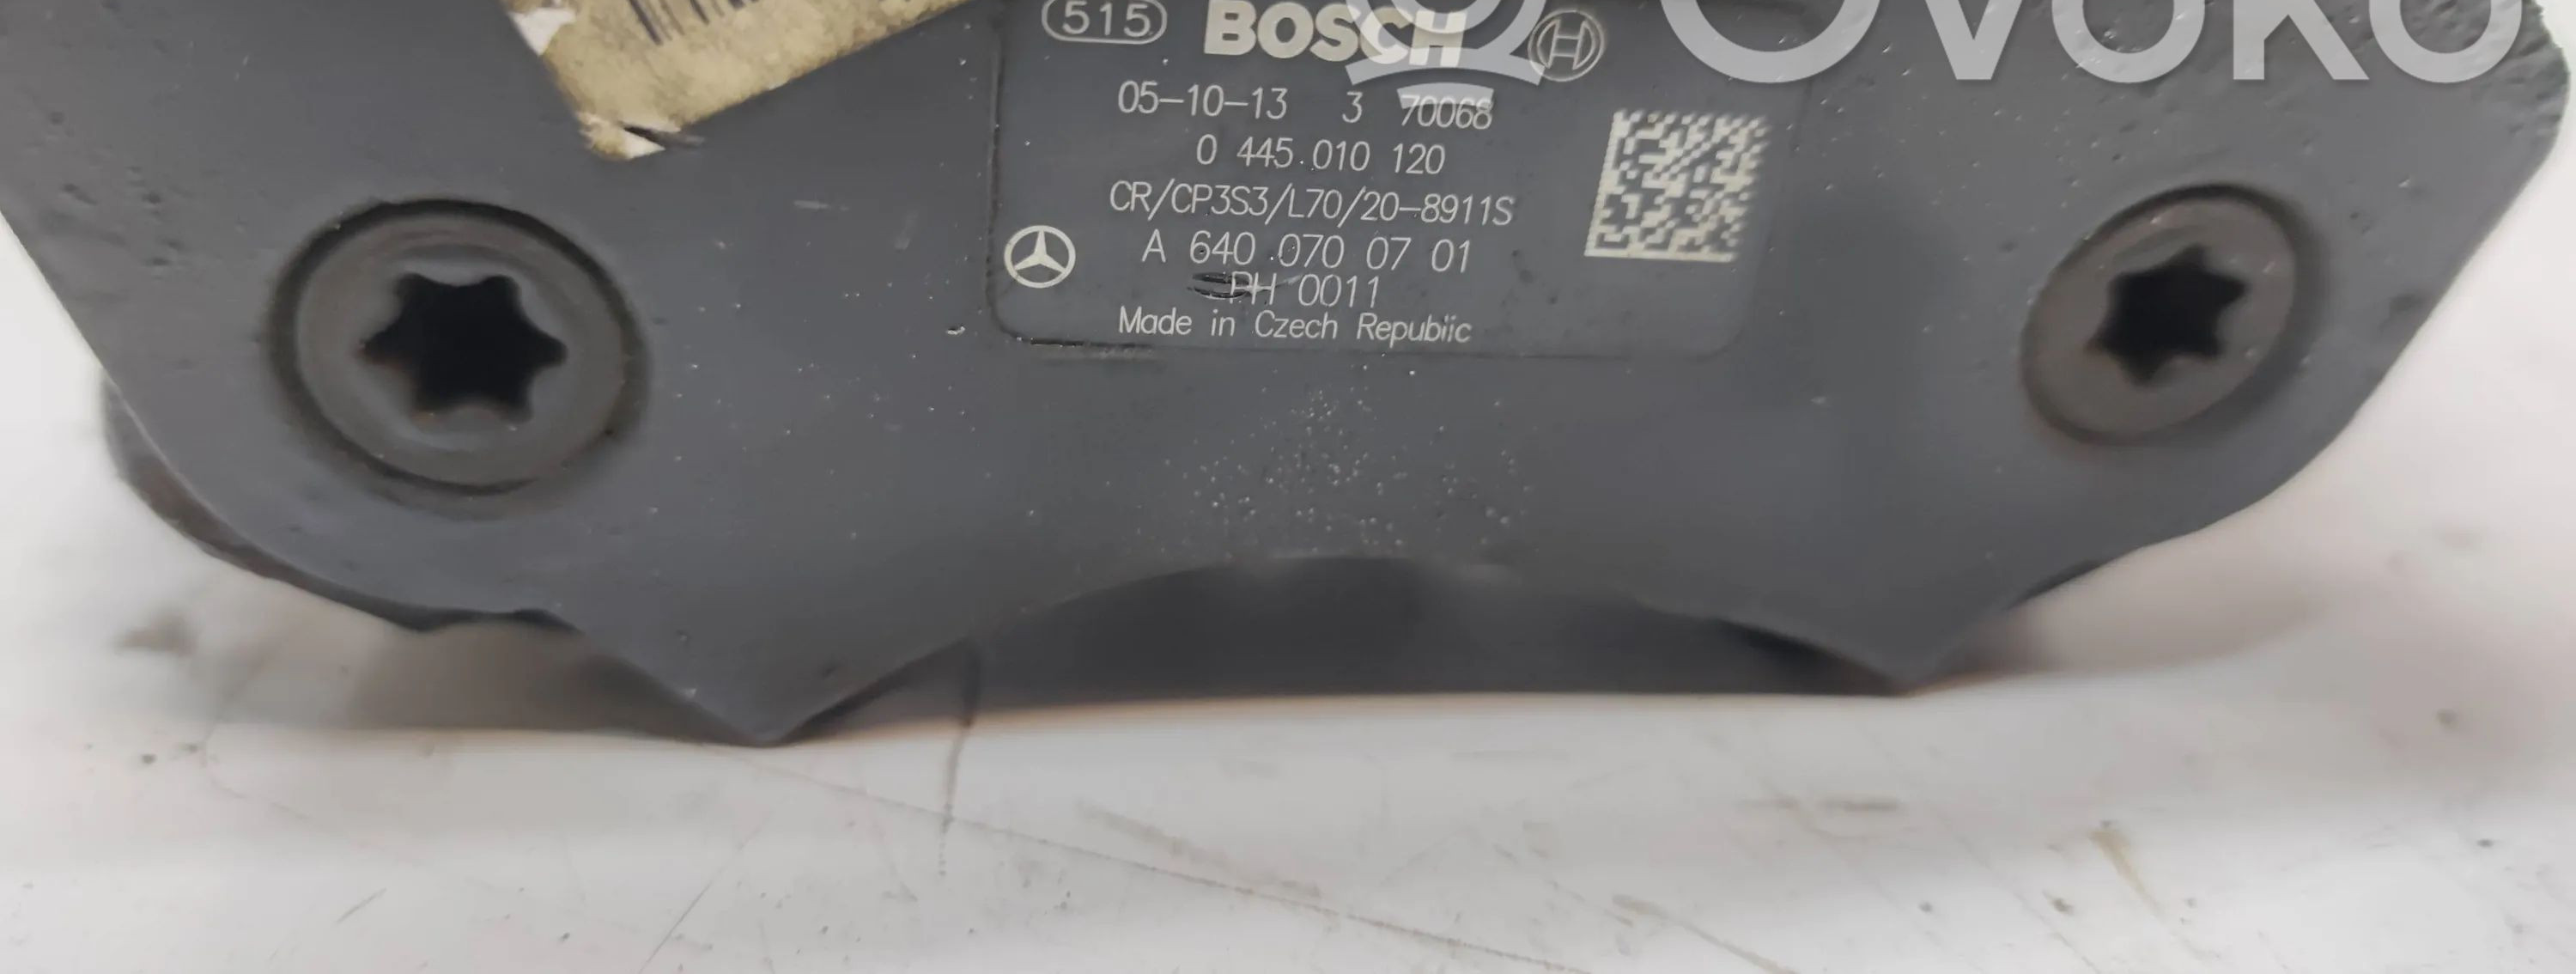 OVOKO
515 BOSCH
05-10-13 3 70068
0 445 010 120
CR/CP3S3/L70/20-8911S
A 640 070 07 01
PH 0011
Made in Czech Republic